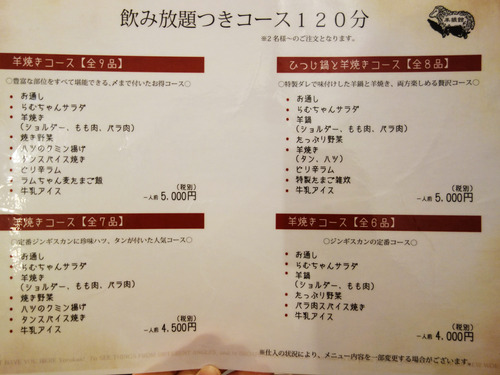 飲み放題つきコース１２０分
※２名様～のご注文となります。
羊焼きコース【全９品】
○豊富な部位をすべて堪能できる、〆まで付いたお得コース○
お通し
らむちゃんサラダ
羊焼き
(ショルダー、もも肉、バラ肉)
焼き野菜
ハツのクミン揚げ
タンスパイス焼き
ピリ辛ラム
ラムちゃん麦たまご飯
牛乳アイス
(税別)
一人前 5,000円
ひつじ鍋と羊焼きコース【全８品】
○特製ダレで味付けした羊鍋と羊焼き、両方楽しめる贅沢コース○
お通し
らむちゃんサラダ
羊鍋
(ショルダー、もも肉、バラ肉)
たっぷり野菜
羊焼き
(タン、ハツ)
ピリ辛ラム
特製たまご雑炊
牛乳アイス
(税別)
一人前 5,000円
羊焼きコース【全７品】
○定番ジンギスカンに珍味ハツ、タンが付いた人気コース○
お通し
らむちゃんサラダ
羊焼き
(ショルダー、もも肉、バラ肉)
焼き野菜
ハツのクミン揚げ
タンスパイス焼き
牛乳アイス
(税別)
一人前 4,500円
羊焼きコース【全６品】
○ジンギスカンの定番コース○
お通し
らむちゃんサラダ
羊焼き
(ショルダー、もも肉、バラ肉)
たっぷり野菜
バラ肉スパイス焼き
牛乳アイス
(税別)
一人前 4,000円
※仕入の状況により、メニュー内容を一部変更する場合がございます。